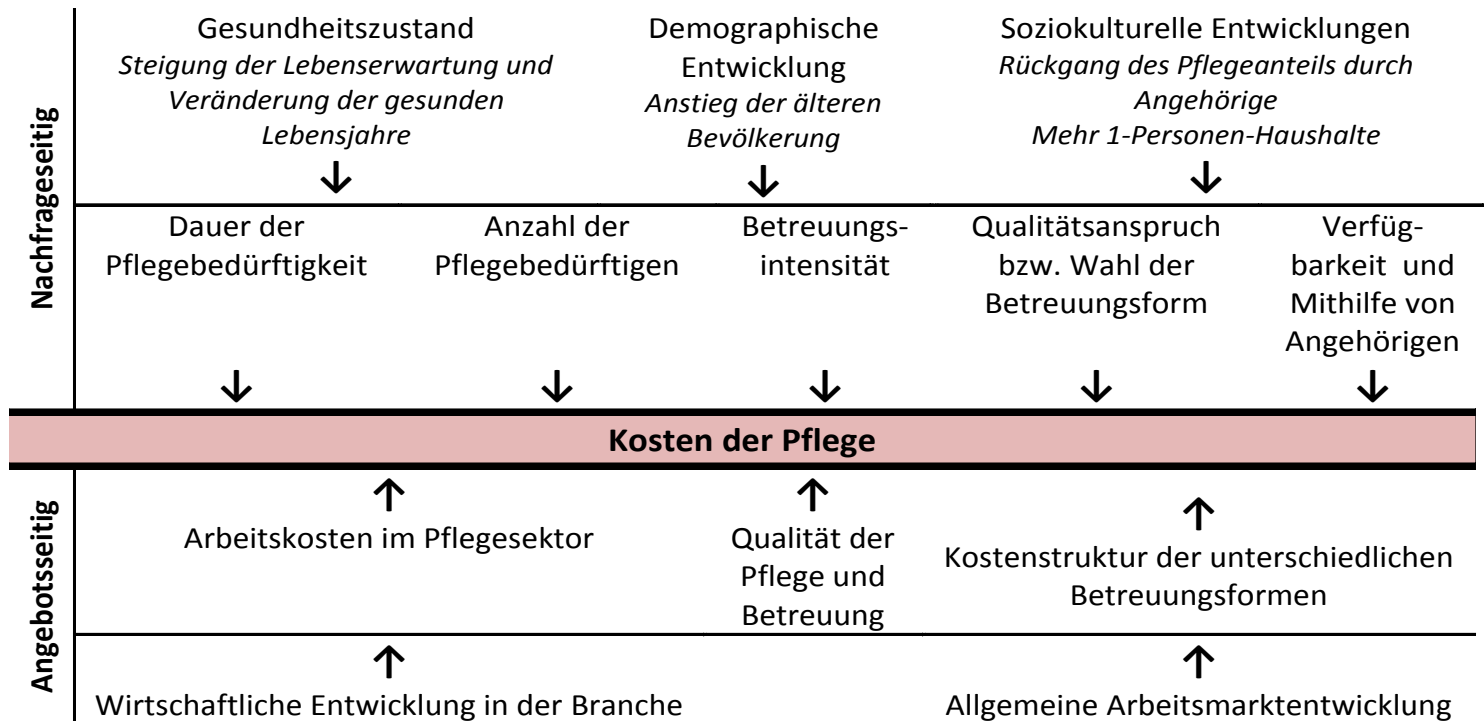 Nachfrageseitig
Gesundheitszustand
Steigung der Lebenserwartung und
Veränderung der gesunden
Lebensjahre
Demographische
Entwicklung
Anstieg der älteren
Bevölkerung
Soziokulturelle Entwicklungen
Rückgang des Pflegeanteils durch
Angehörige
Mehr 1-Personen-Haushalte
Dauer der
Pflegebedürftigkeit
Anzahl der
Pflegebedürftigen
Betreuungs-
intensität
Qualitätsanspruch
bzw. Wahl der
Betreuungsform
Verfüg-
barkeit und
Mithilfe von
Angehörigen
Kosten der Pflege
Angebotsseitig
Arbeitskosten im Pflegesektor
Qualität der
Pflege und
Betreuung
Kostenstruktur der unterschiedlichen
Betreuungsformen
Wirtschaftliche Entwicklung in der Branche
Allgemeine Arbeitsmarktentwicklung